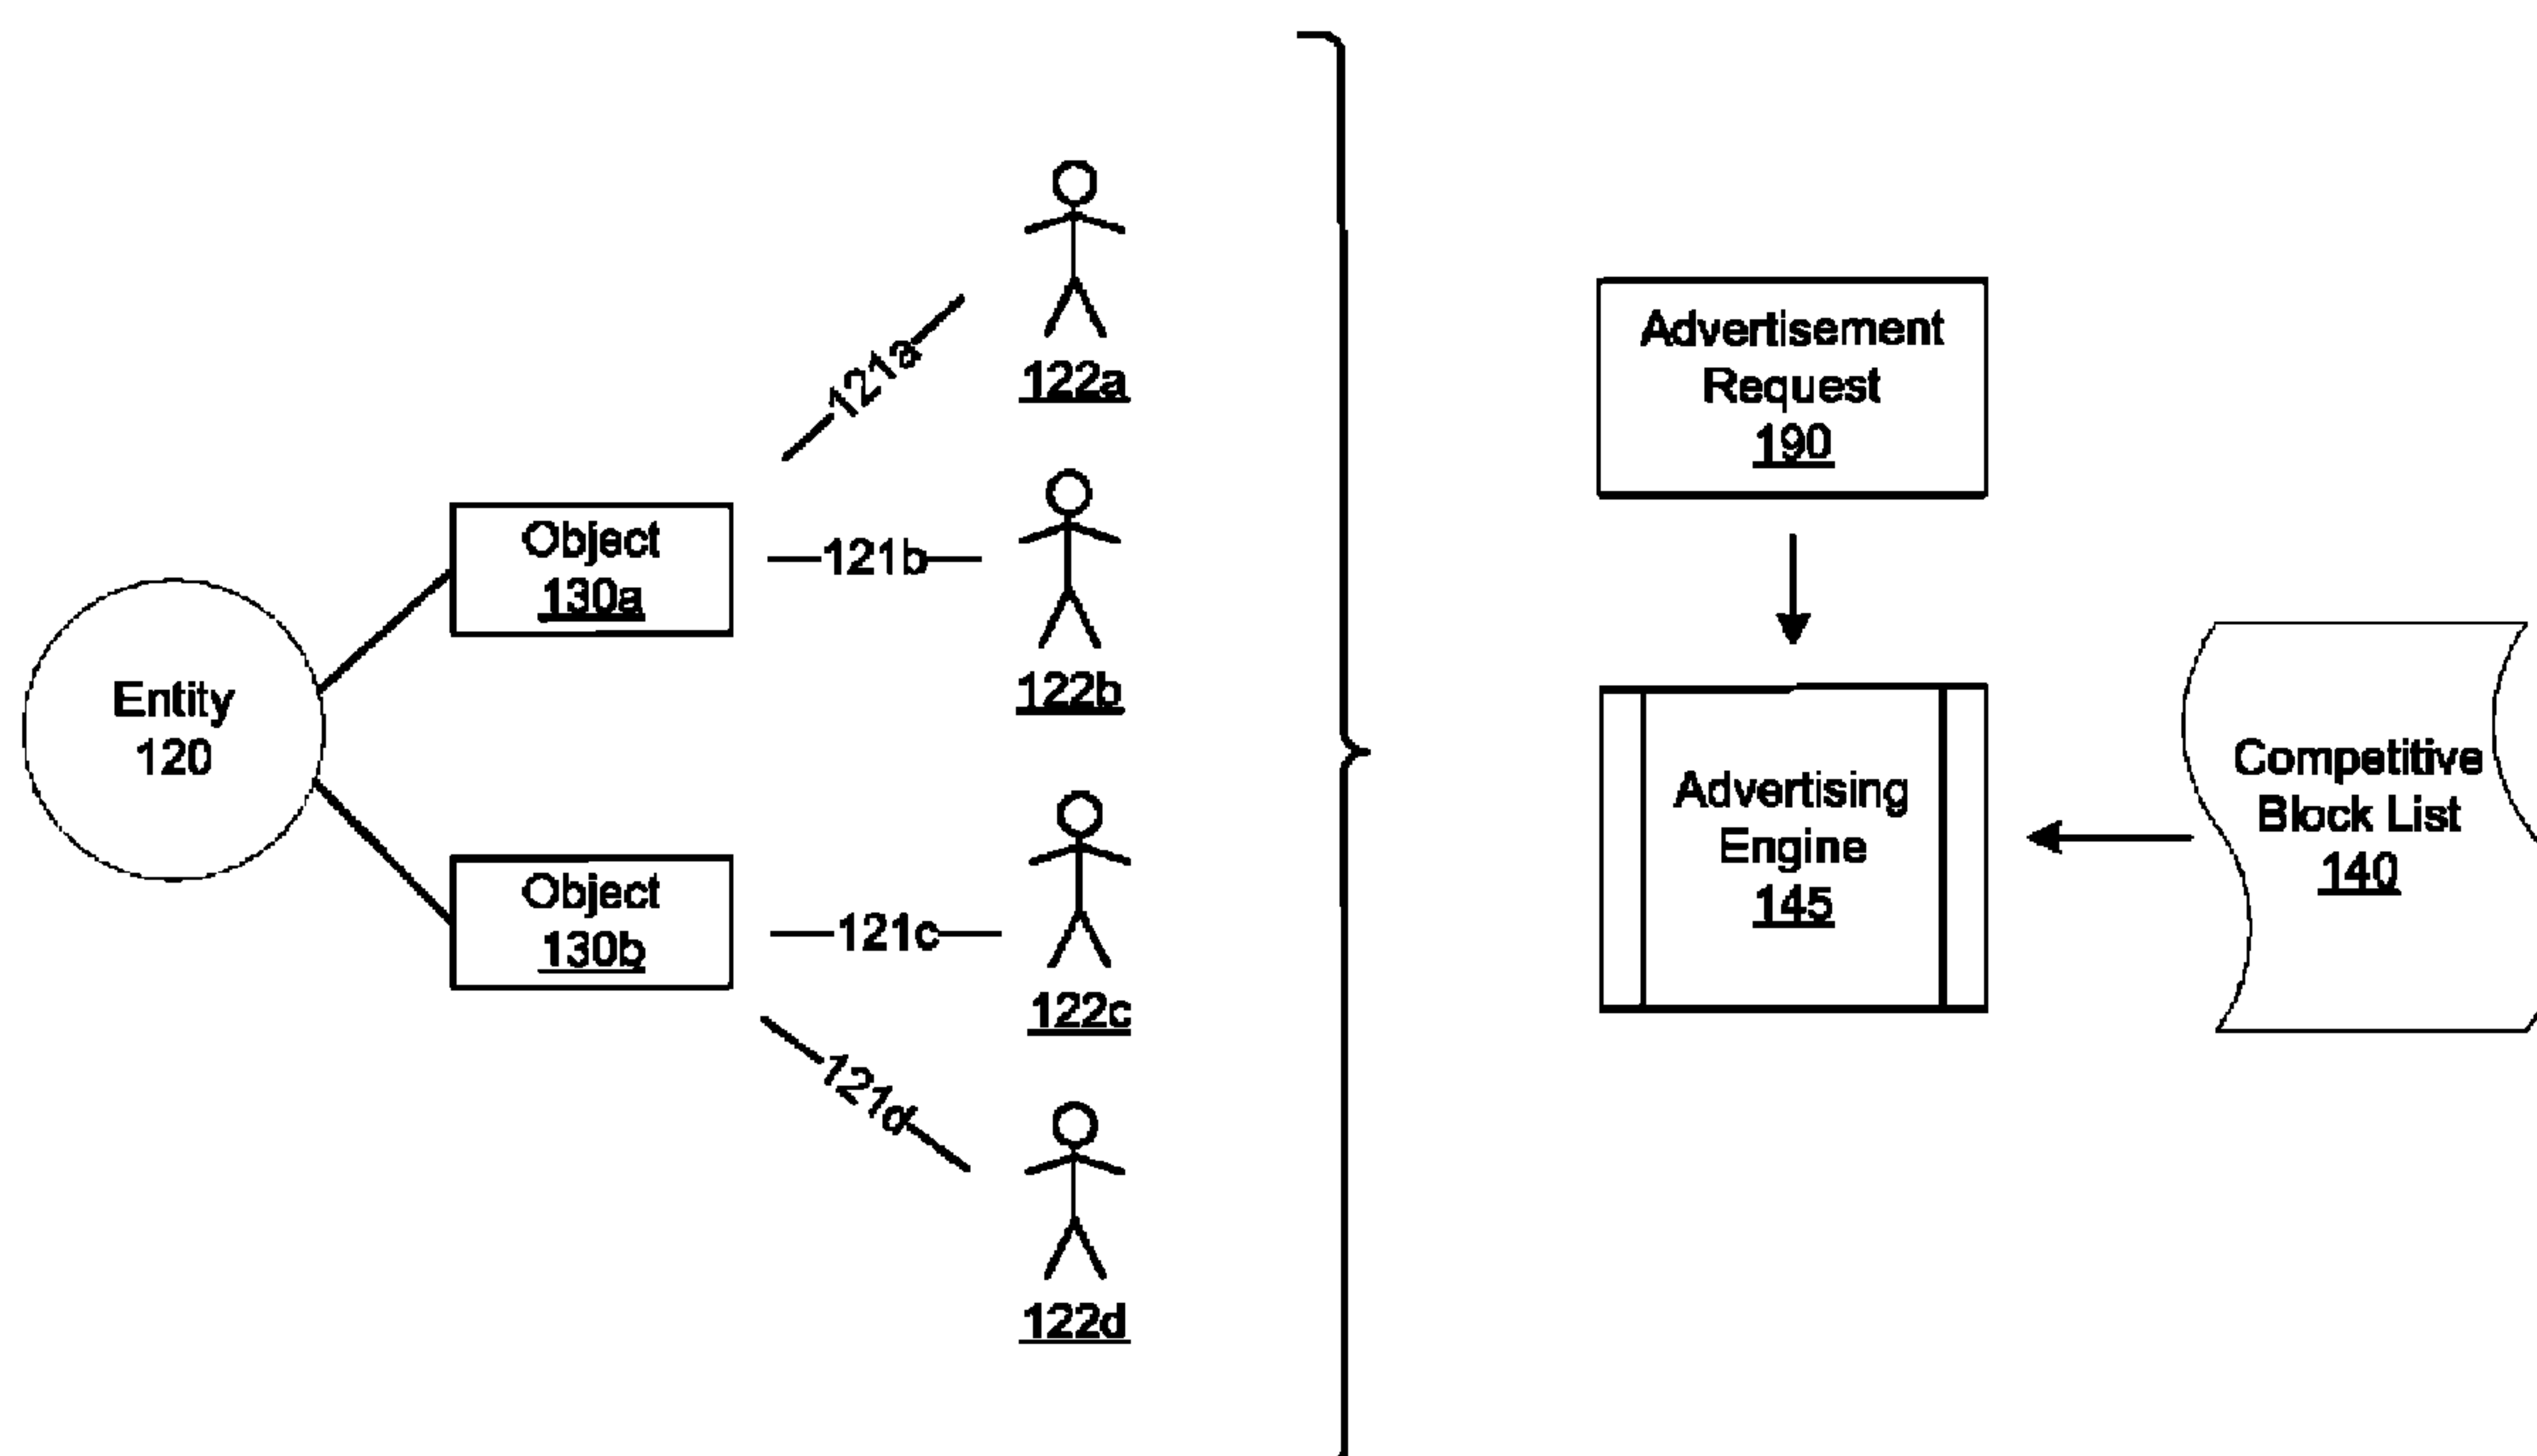 Entity
120
Object
130a
Object
130b
121a
121b
121c
121d
122a
122b
122c
122d
Advertisement
Request
190
Advertising
Engine
145
Competitive
Block List
140